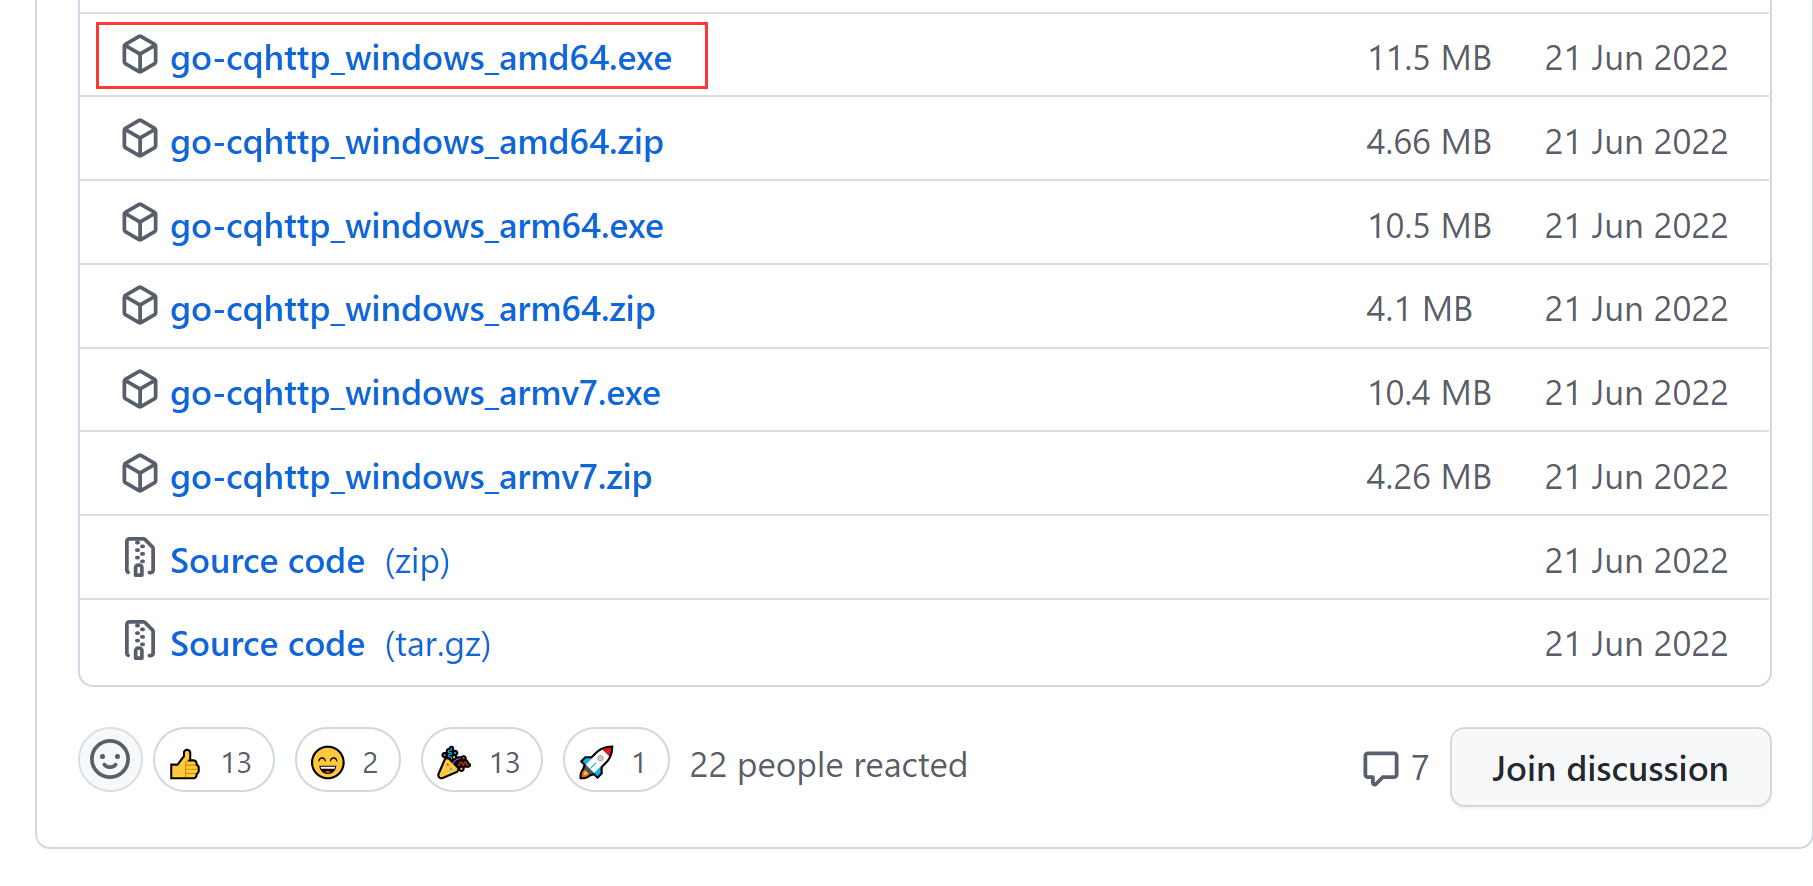 go-cqhttp_windows_amd64.exe 11.5 MB 21 Jun 2022
go-cqhttp_windows_amd64.zip 4.66 MB 21 Jun 2022
go-cqhttp_windows_arm64.exe 10.5 MB 21 Jun 2022
go-cqhttp_windows_arm64.zip 4.1 MB 21 Jun 2022
go-cqhttp_windows_armv7.exe 10.4 MB 21 Jun 2022
go-cqhttp_windows_armv7.zip 4.26 MB 21 Jun 2022
Source code (zip) 21 Jun 2022
Source code (tar.gz) 21 Jun 2022
13 2 13 1 22 people reacted 7 Join discussion